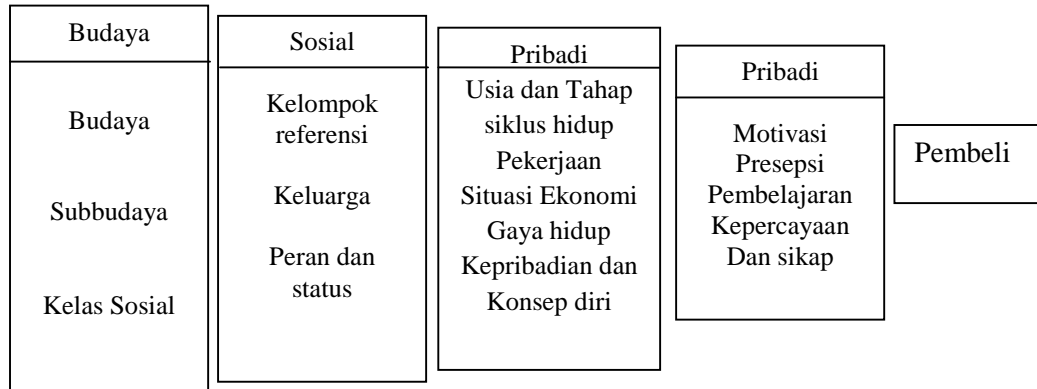 Budaya
Budaya
Subbudaya
Kelas Sosial
Sosial
Kelompok
referensi
Keluarga
Peran dan
status
Pribadi
Usia dan Tahap
siklus hidup
Pekerjaan
Situasi Ekonomi
Gaya hidup
Kepribadian dan
Konsep diri
Pribadi
Motivasi
Presepsi
Pembelajaran
Kepercayaan
Dan sikap
Pembeli